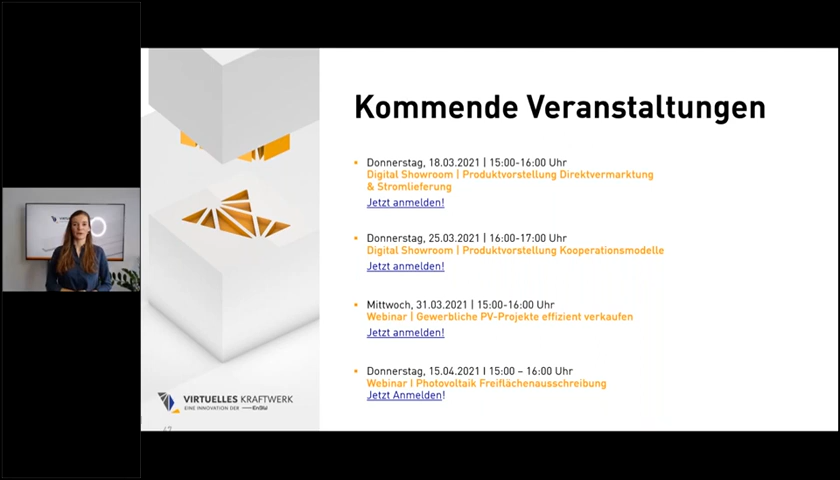 Kommende Veranstaltungen
Donnerstag, 18.03.2021 | 15:00-16:00 Uhr
Digital Showroom | Produktvorstellung Direktvermarktung
& Stromlieferung
Jetzt anmelden!
Donnerstag, 25.03.2021 | 16:00-17:00 Uhr
Digital Showroom | Produktvorstellung Kooperationsmodelle
Jetzt anmelden!
Mittwoch, 31.03.2021 | 15:00-16:00 Uhr
Webinar | Gewerbliche PV-Projekte effizient verkaufen
Jetzt anmelden!
Donnerstag, 15.04.2021 I 15:00 – 16:00 Uhr
Webinar I Photovoltaik Freiflächenausschreibung
Jetzt Anmelden!
VIRTUELLES KRAFTWERK
EINE INNOVATION DER EnBW